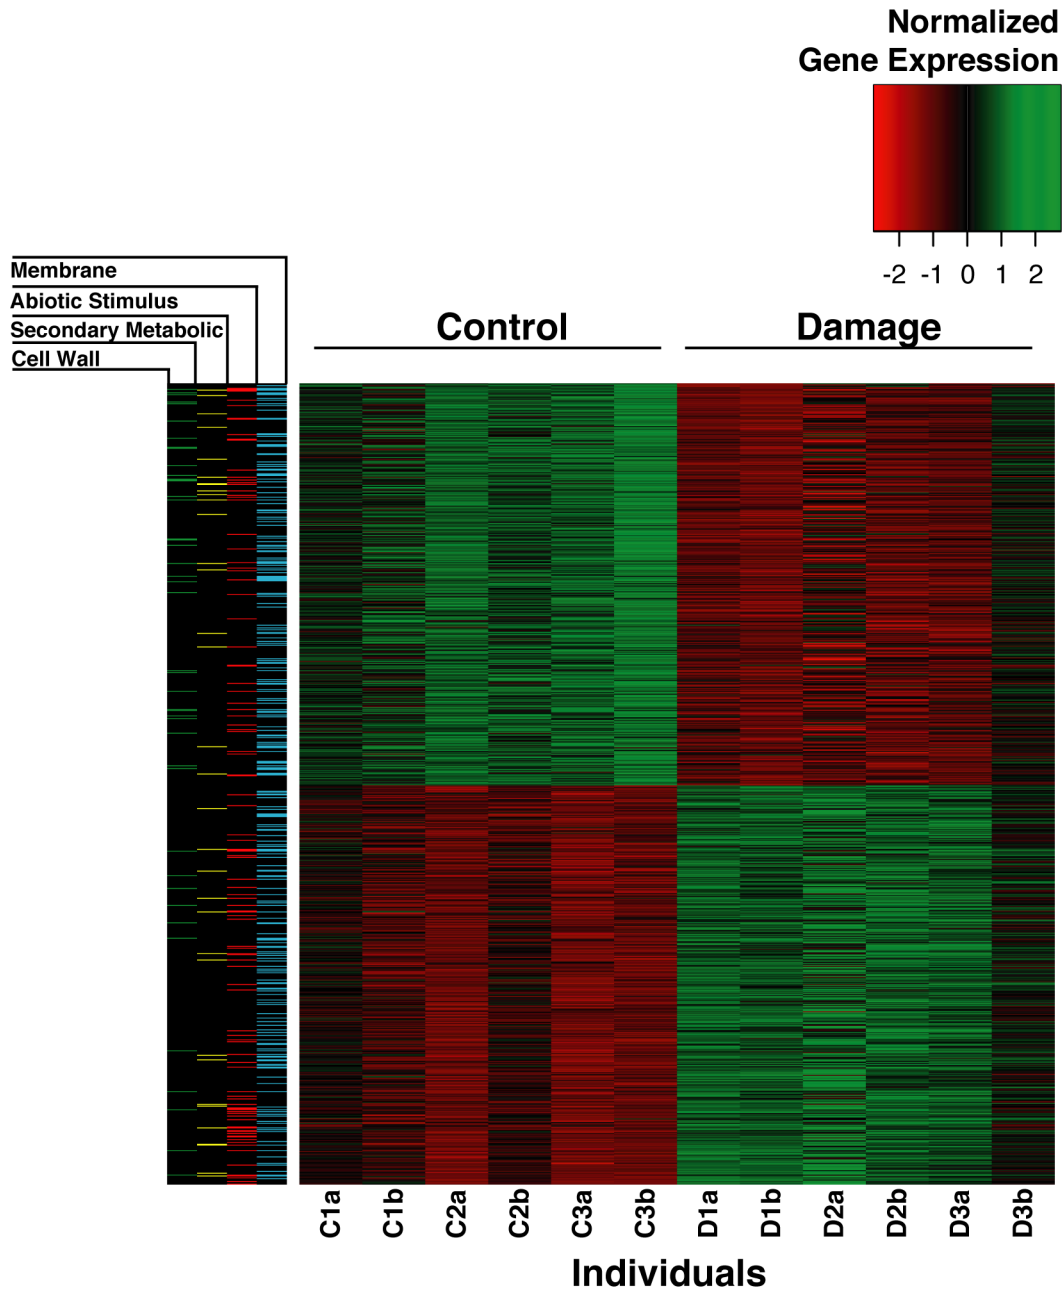 Normalized
Gene Expression
-2 -1 0 1 2
Membrane
Abiotic Stimulus
Secondary Metabolic
Cell Wall
Control Damage
C1a C1b C2a C2b C3a C3b D1a D1b D2a D2b D3a D3b
Individuals